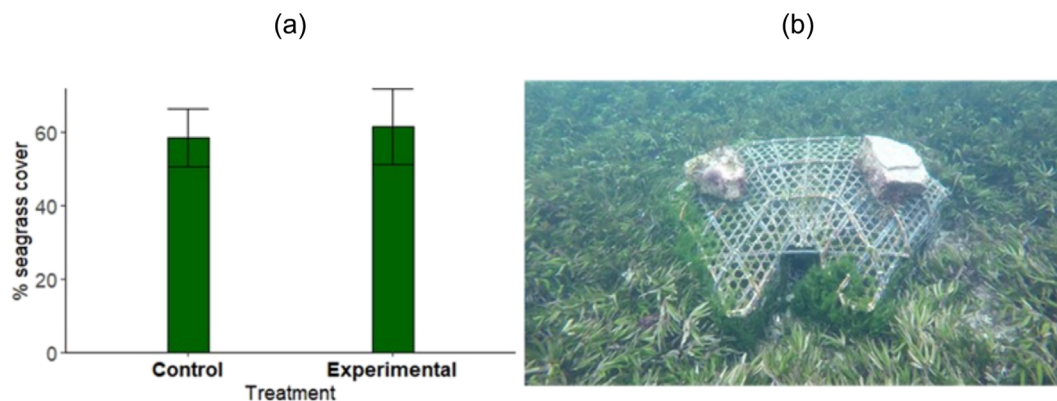 (a)
(b)
% seagrass cover
60
40
20
0
Control
Experimental
Treatment